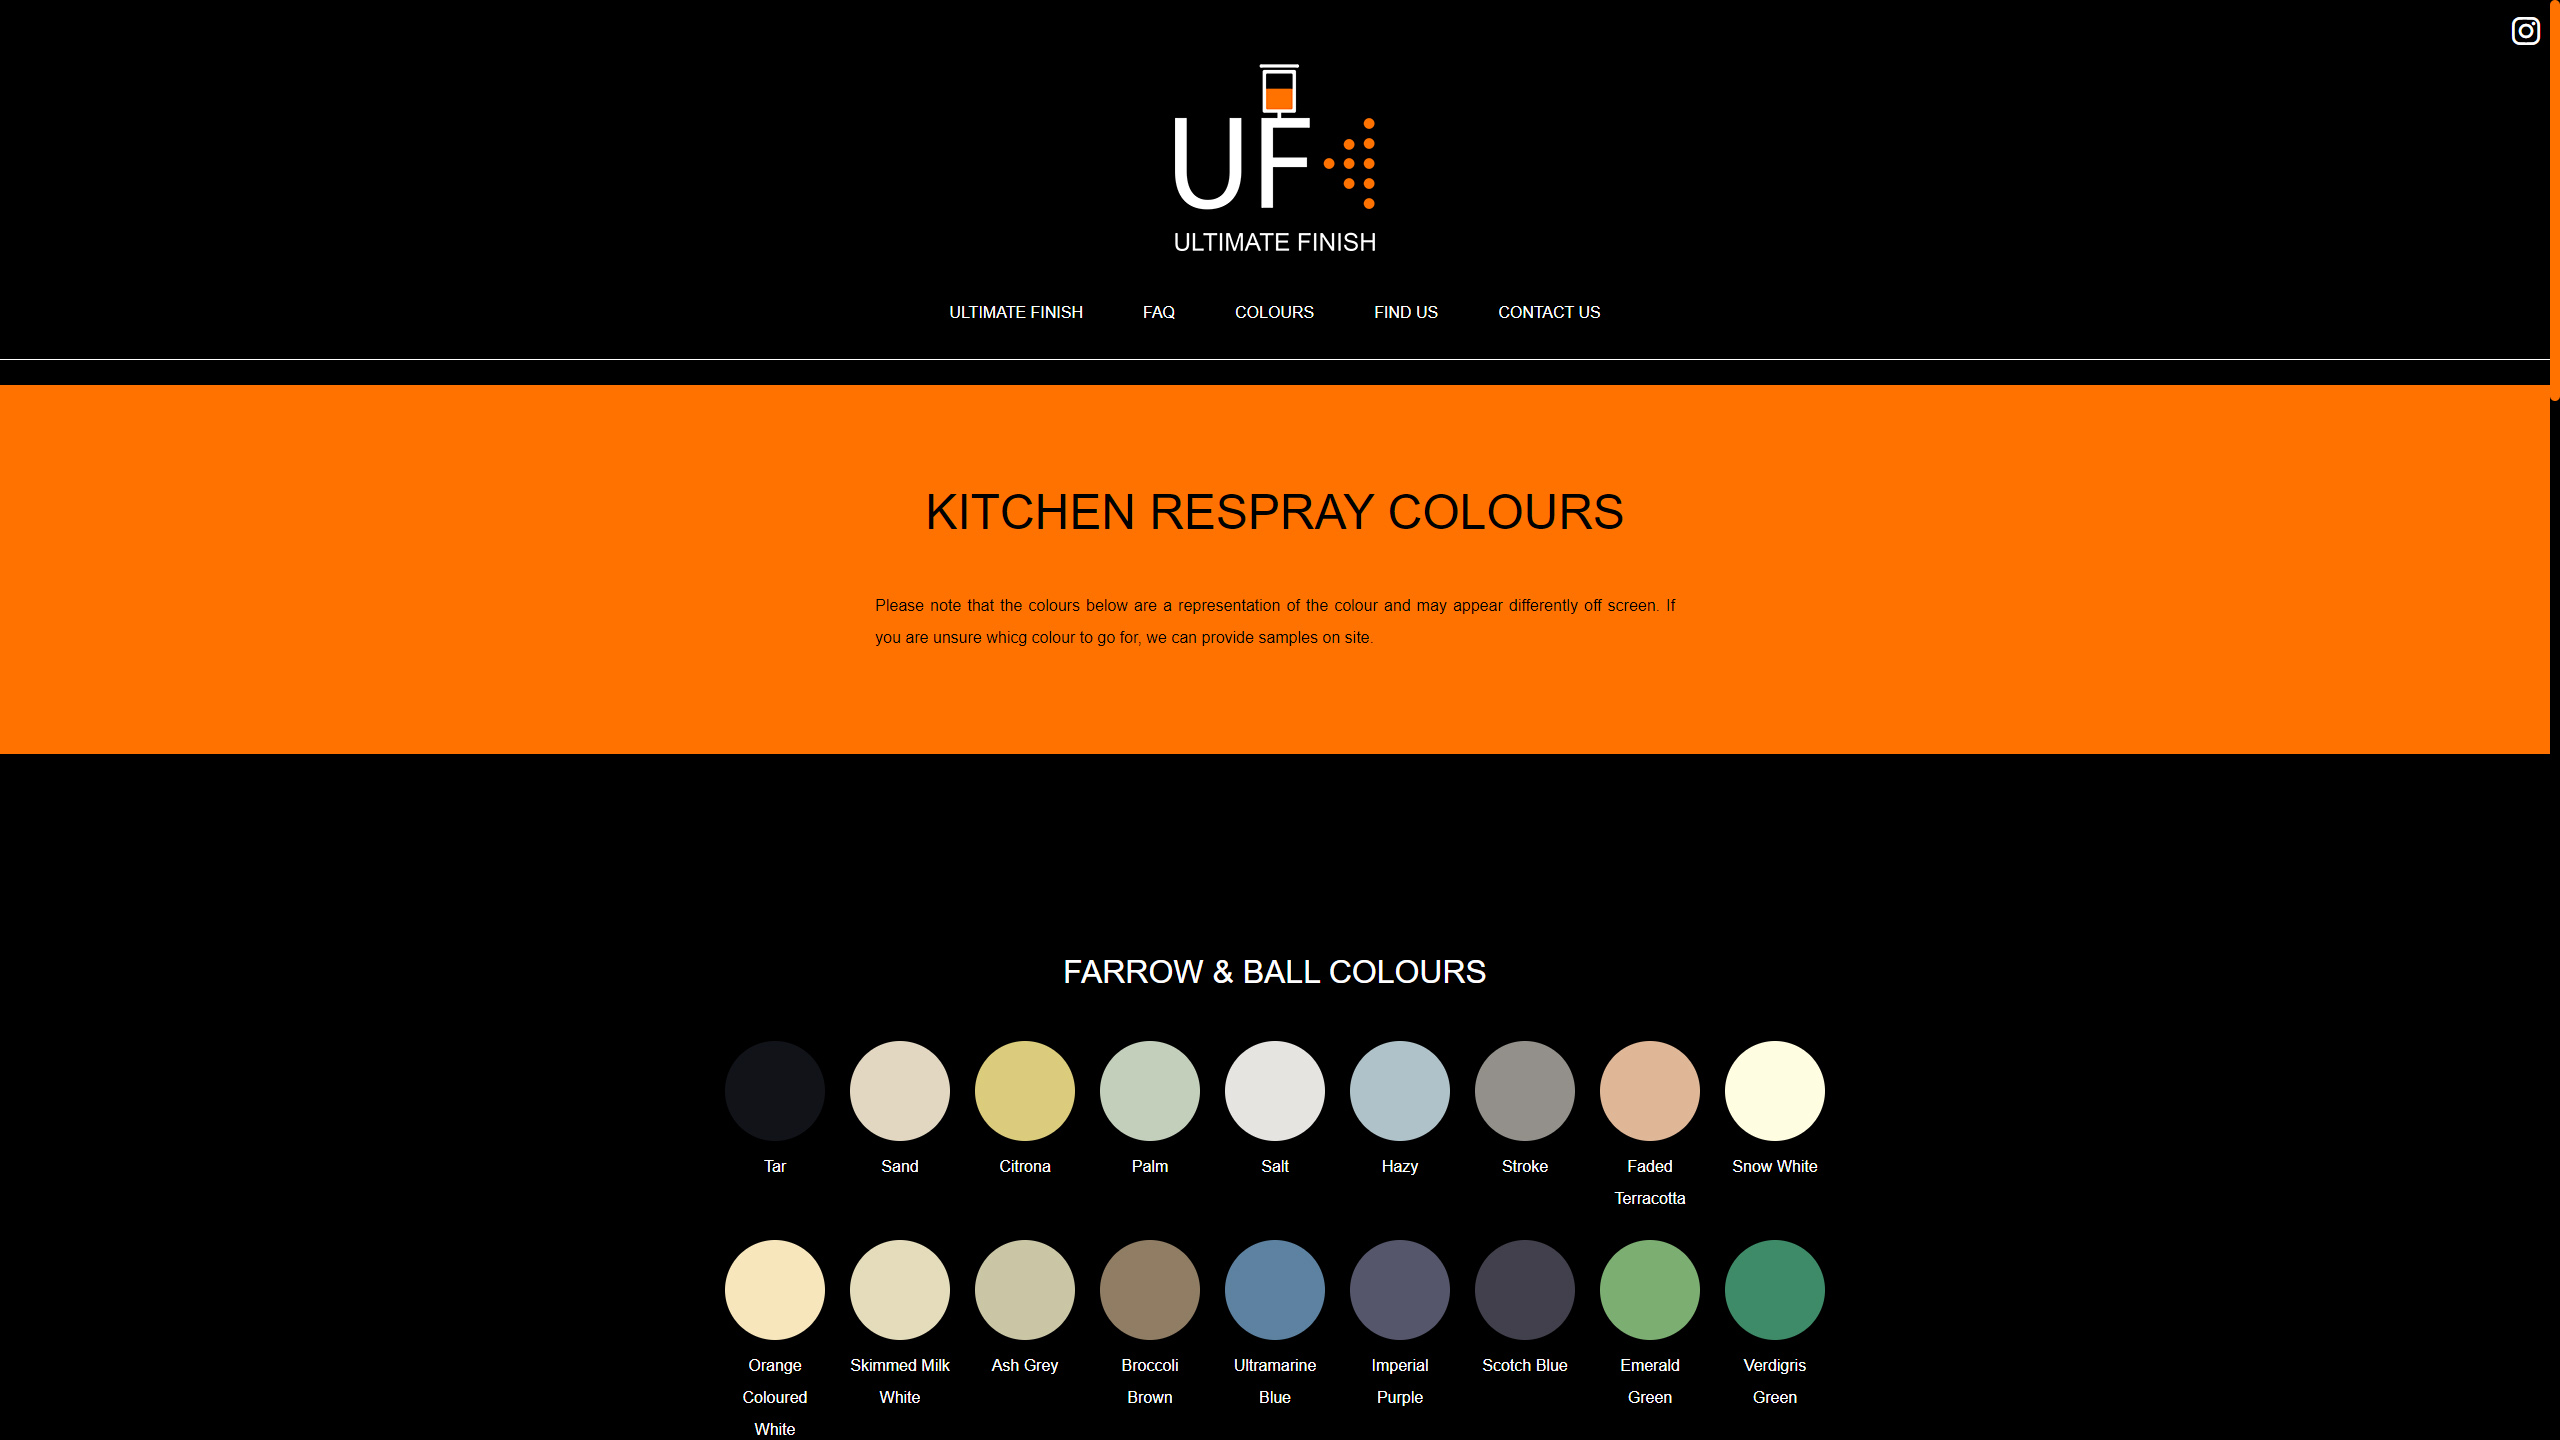 UF
ULTIMATE FINISH
ULTIMATE FINISH FAQ COLOURS FIND US CONTACT US
KITCHEN RESPRAY COLOURS
Please note that the colours below are a representation of the colour and may appear differently off screen. If
you are unsure whicg colour to go for, we can provide samples on site.
FARROW & BALL COLOURS
Tar
Sand
Citrona
Palm
Salt
Hazy
Stroke
Faded
Terracotta
Snow White
Orange
Coloured
White
Skimmed Milk
White
Ash Grey
Broccoli
Brown
Ultramarine
Blue
Imperial
Purple
Scotch Blue
Emerald
Green
Verdigris
Green